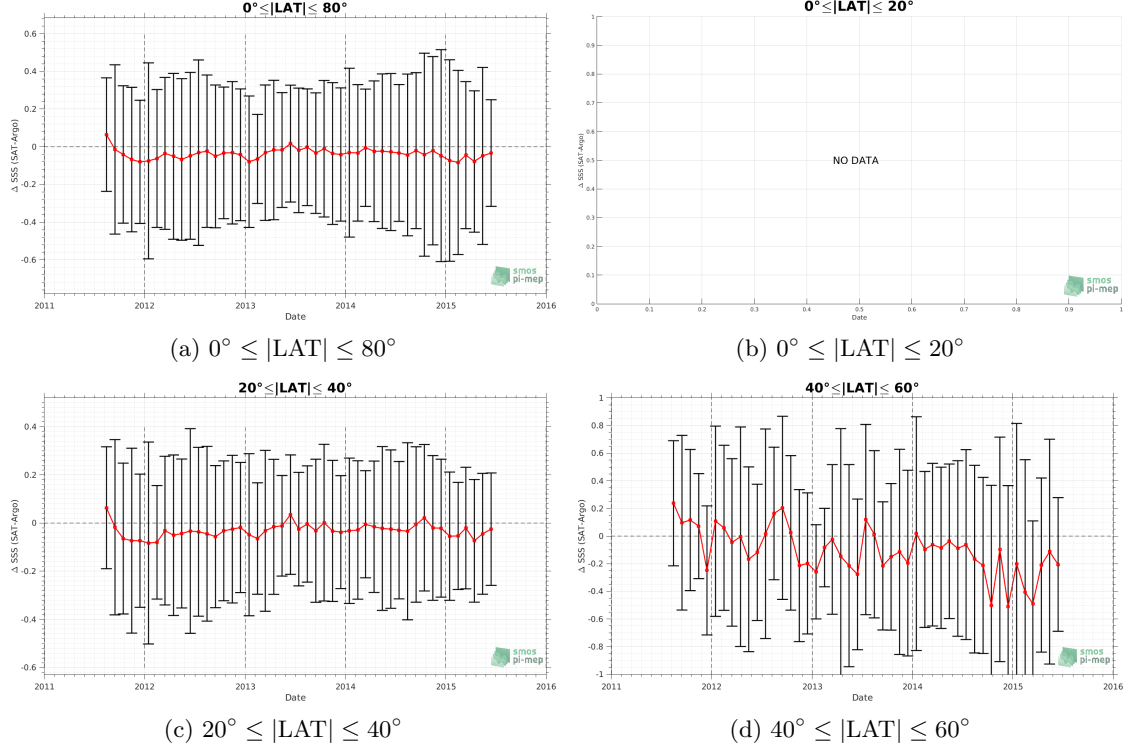 0°≤|LAT|≤ 80°
0.6
0.4
0.2
0
-0.2
-0.4
-0.6
Δ SSS (SAT-Argo)
2011
2012
2013
2014
2015
2016
Date
smos
pi-mep
(a) 0° ≤ |LAT| ≤ 80°
0°≤|LAT|≤ 20°
1
0.9
0.8
0.7
0.6
0.5
0.4
0.3
0.2
0.1
0
Δ SSS (SAT-Argo)
NO DATA
0
0.1
0.2
0.3
0.4
0.5
0.6
0.7
0.8
0.9
1
Date
smos
pi-mep
(b) 0° ≤ |LAT| ≤ 20°
20°≤|LAT|≤ 40°
0.4
0.2
0
-0.2
-0.4
-0.6
Δ SSS (SAT-Argo)
2011
2012
2013
2014
2015
2016
Date
smos
pi-mep
(c) 20° ≤ |LAT| ≤ 40°
40°≤|LAT|≤ 60°
1
0.8
0.6
0.4
0.2
0
-0.2
-0.4
-0.6
-0.8
-1
Δ SSS (SAT-Argo)
2011
2012
2013
2014
2015
2016
Date
smos
pi-mep
(d) 40° ≤ |LAT| ≤ 60°